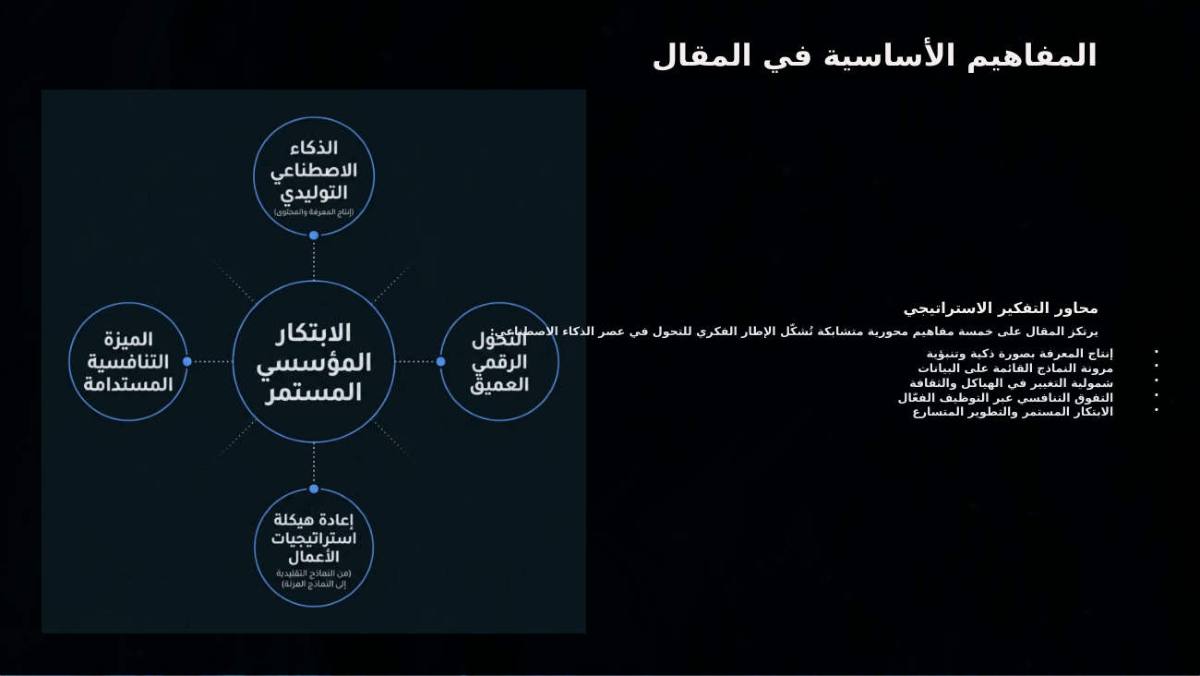 المفاهيم الأساسية في المقال
محاور التفكير الاستراتيجي
يرتكز المقال على خمسة مفاهيم محورية متشابكة تُشكّل الإطار الفكري للتحول في عصر الذكاء الاصطناعي:
• إنتاج المعرفة بصورة ذكية وتنبؤية
• مرونة النماذج القائمة على البيانات
• شمولية التغيير في الهياكل والثقافة
• التفوق التنافسي عبر التوظيف الفعّال
• الابتكار المستمر والتطوير المتسارع
الذكاء
الاصطناعي
التوليدي
(إنتاج المعرفة والمحتوى)
التحول
الرقمي
العميق
الابتكار
المؤسسي
المستمر
الميزة
التنافسية
المستدامة
إعادة هيكلة
استراتيجيات
الأعمال
(من النماذج التقليدية
إلى النماذج المرنة)